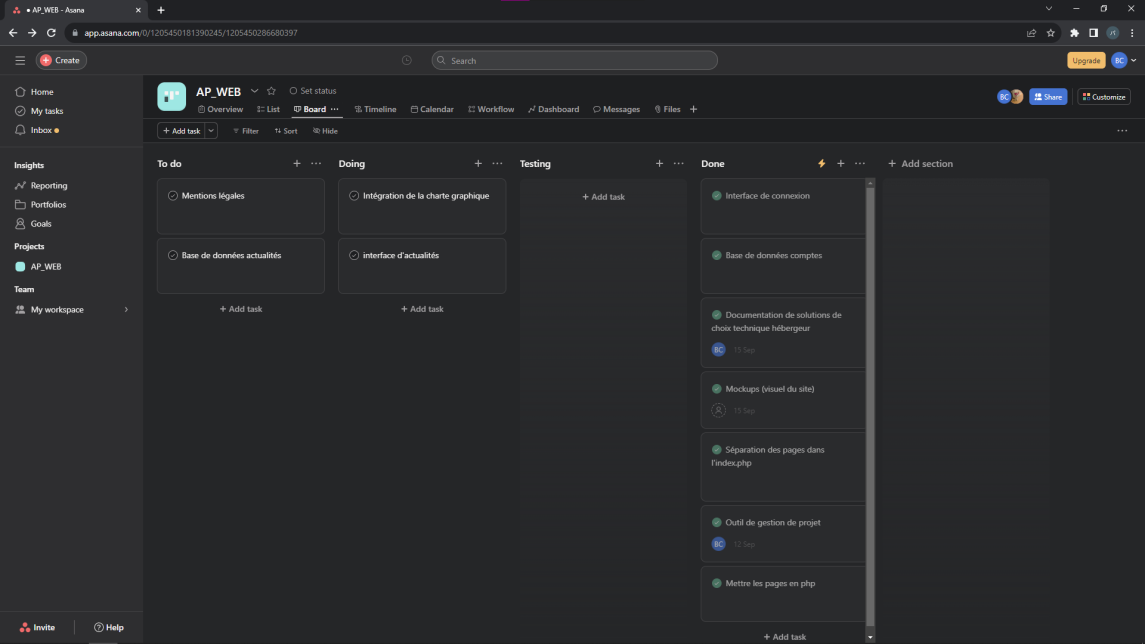 AP_WEB - Asana
app.asana.com/0/1205450181390245/1205450286680397
Create
Search
Upgrade
BC
Home
My tasks
Inbox
Insights
Reporting
Portfolios
Goals
Projects
AP_WEB
Team
My workspace
Invite
Help
AP_WEB
Set status
BC
Share
Customize
Overview
List
Board
Timeline
Calendar
Workflow
Dashboard
Messages
Files
+ Add task
Filter
Sort
Hide
To do
Mentions légales
Base de données actualités
+ Add task
Doing
Intégration de la charte graphique
interface d'actualités
+ Add task
Testing
+ Add task
Done
Interface de connexion
Base de données comptes
Documentation de solutions de
choix technique hébergeur
BC 15 Sep
Mockups (visuel du site)
15 Sep
Séparation des pages dans
l'index.php
Outil de gestion de projet
BC 12 Sep
Mettre les pages en php
+ Add task
+ Add section